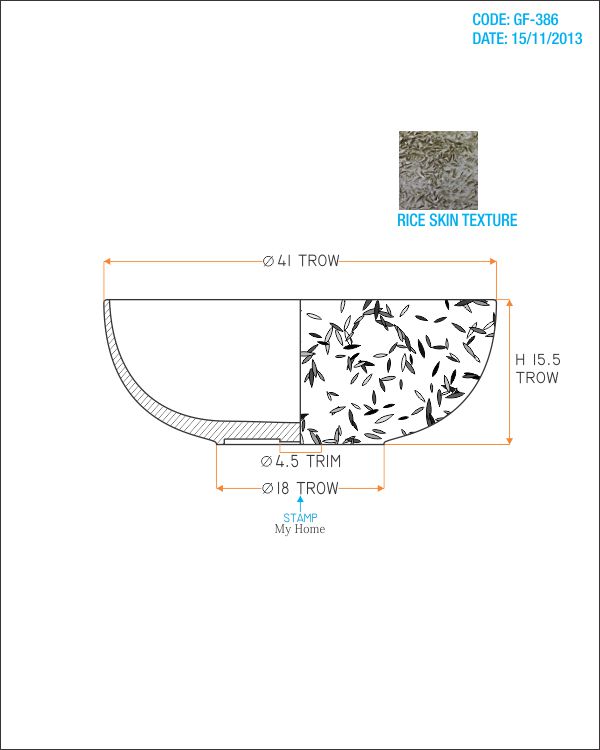 CODE: GF-386
DATE: 15/11/2013
RICE SKIN TEXTURE
Ø 41 TROW
H 15.5
TROW
Ø 4.5 TRIM
Ø 18 TROW
STAMP
My Home